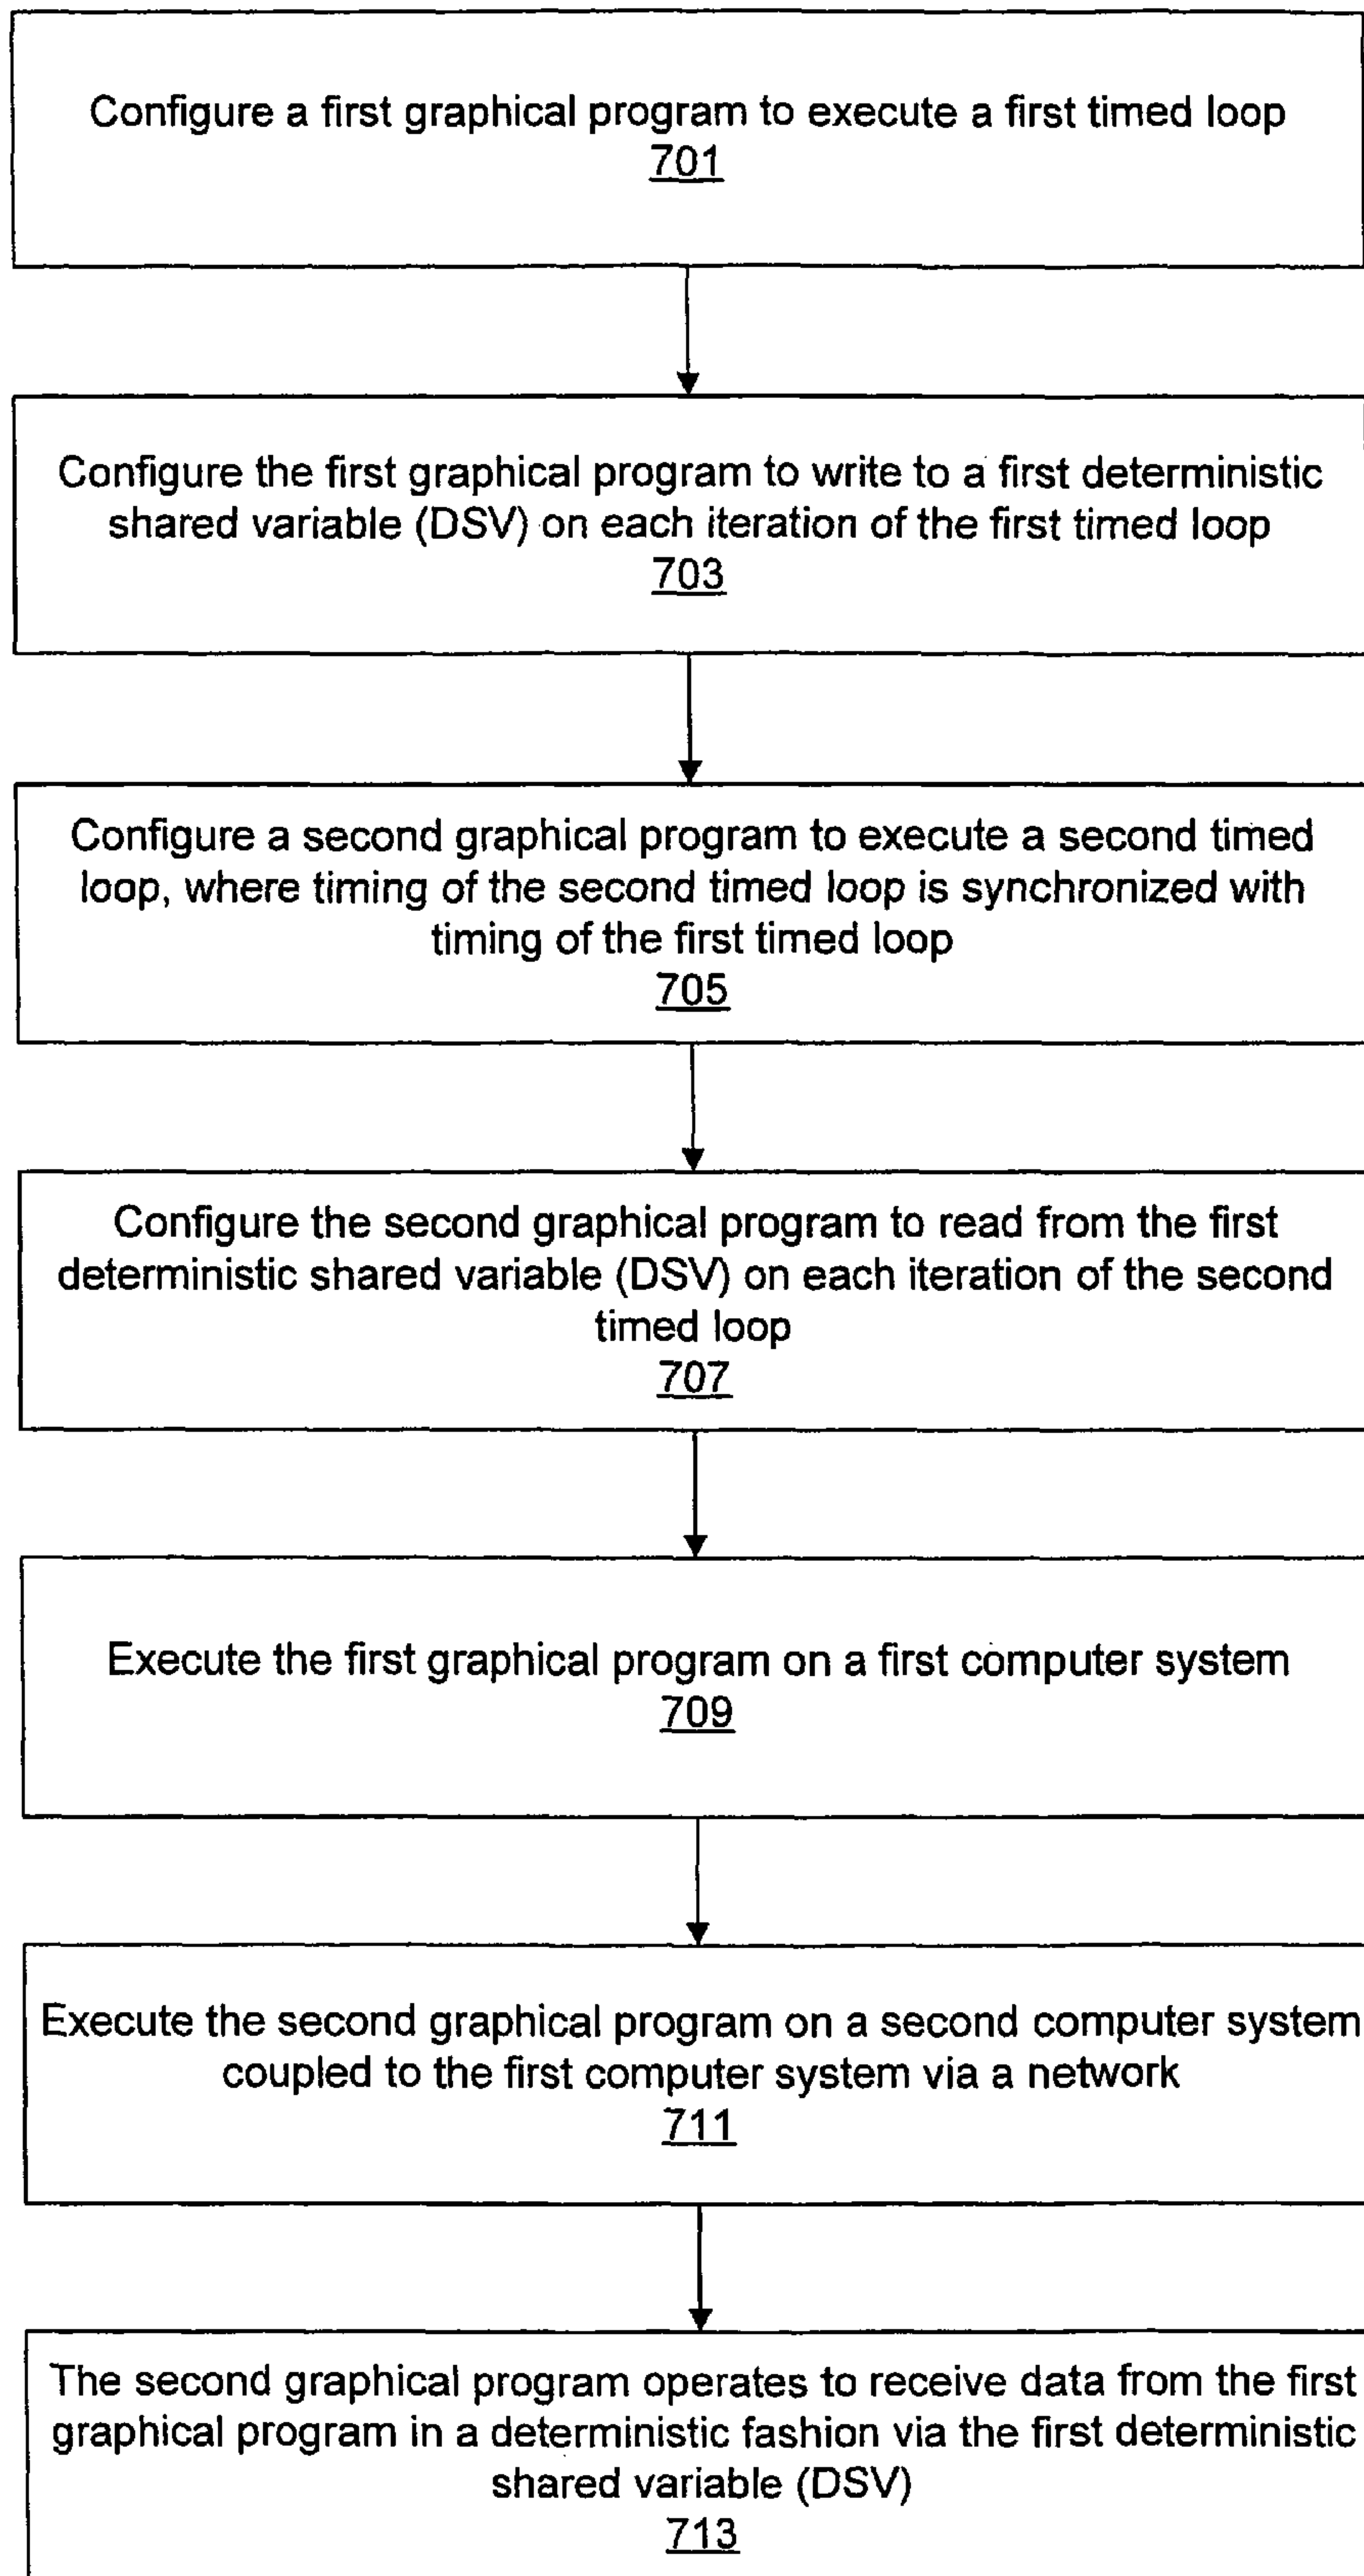 Configure a first graphical program to execute a first timed loop
701
Configure the first graphical program to write to a first deterministic
shared variable (DSV) on each iteration of the first timed loop
703
Configure a second graphical program to execute a second timed
loop, where timing of the second timed loop is synchronized with
timing of the first timed loop
705
Configure the second graphical program to read from the first
deterministic shared variable (DSV) on each iteration of the second
timed loop
707
Execute the first graphical program on a first computer system
709
Execute the second graphical program on a second computer system
coupled to the first computer system via a network
711
The second graphical program operates to receive data from the first
graphical program in a deterministic fashion via the first deterministic
shared variable (DSV)
713